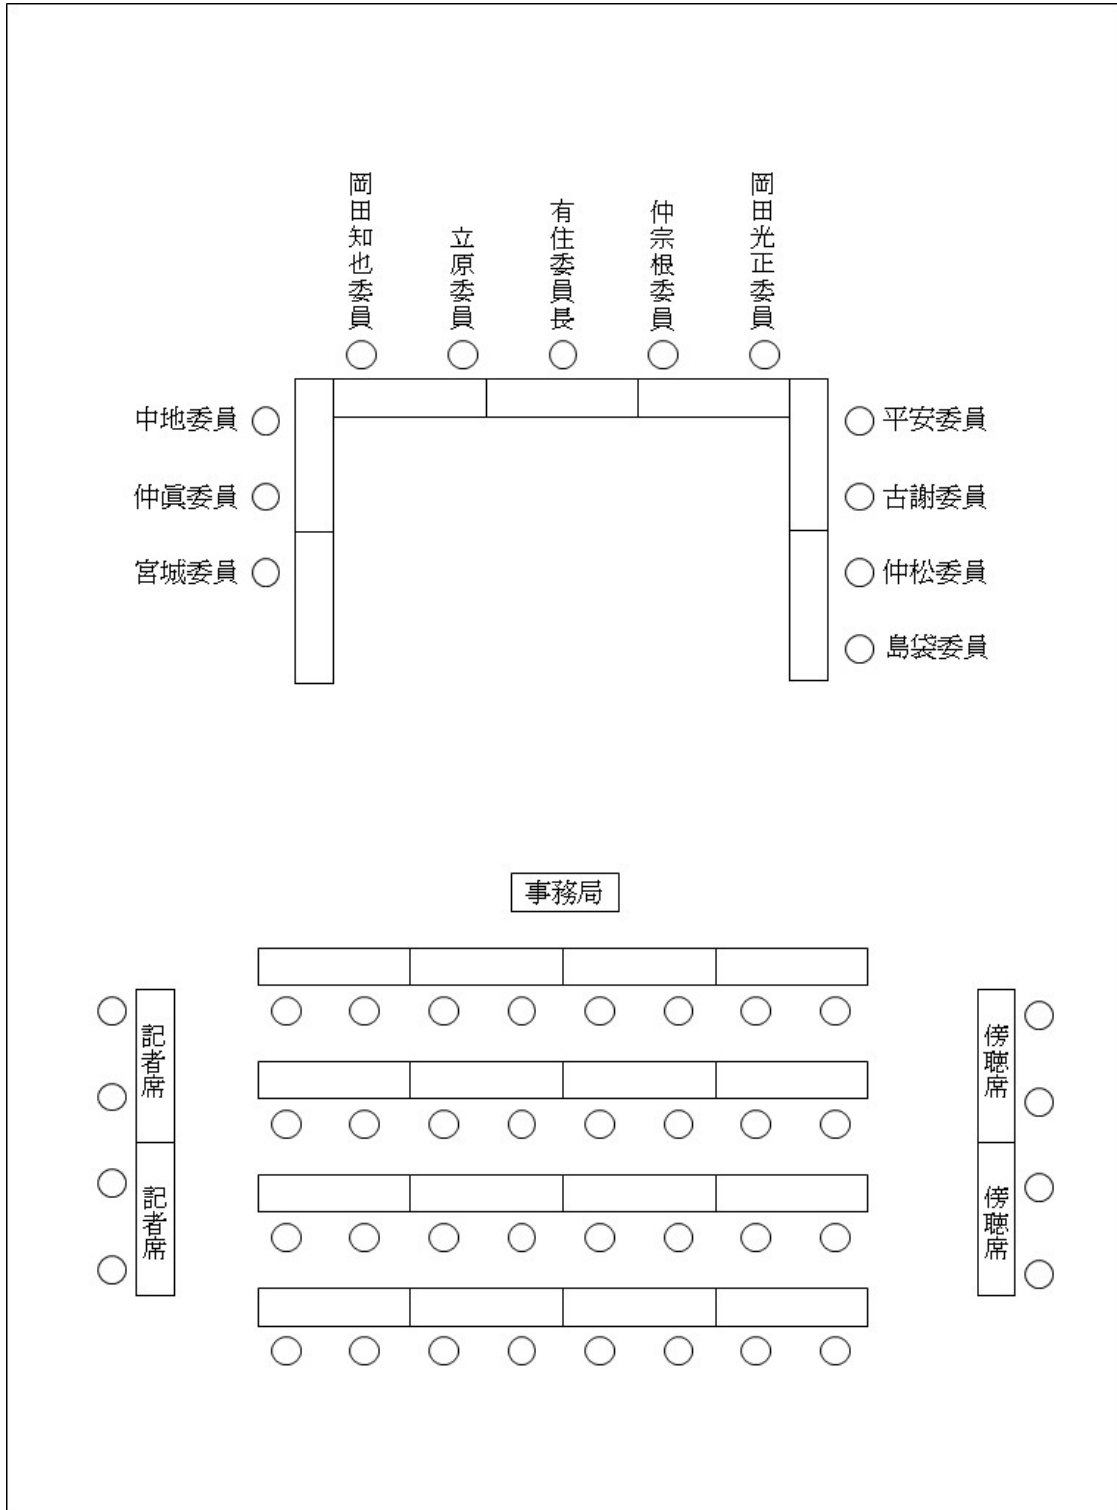 岡田知也委員
立原委員
有住委員長
仲宗根委員
岡田光正委員
中地委員
平安委員
仲眞委員
古謝委員
宮城委員
仲松委員
島袋委員
事務局
記者席
傍聴席
記者席
傍聴席